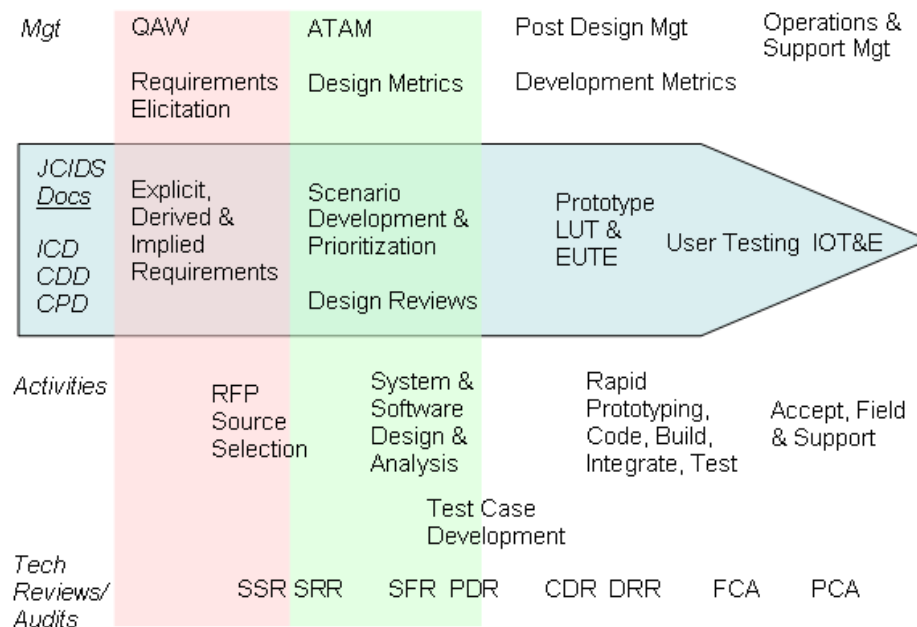 Mgt
QAW
ATAM
Post Design Mgt
Operations &
Support Mgt
Requirements
Elicitation
Design Metrics
Development Metrics
JCIDS
Docs
ICD
CDD
CPD
Explicit,
Derived &
Implied
Requirements
Scenario
Development &
Prioritization
Design Reviews
Prototype
LUT &
EUTE
User Testing
IOT&E
Activities
RFP
Source
Selection
System &
Software
Design &
Analysis
Rapid
Prototyping,
Code, Build,
Integrate, Test
Accept, Field
& Support
Test Case
Development
Tech
Reviews/
Audits
SSR SRR SFR PDR CDR DRR FCA PCA